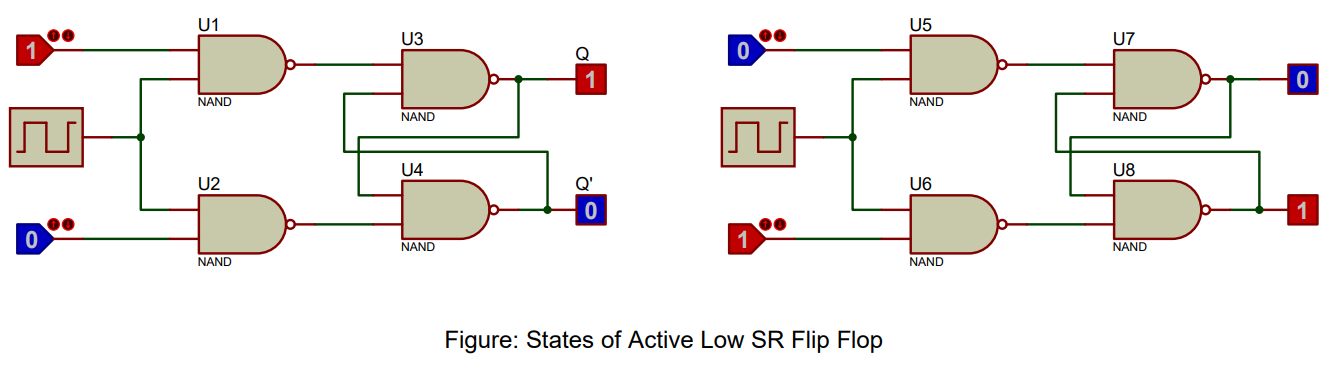 U1
U3
Q
1
1
NAND
NAND
U2
U4
Q'
0
0
NAND
NAND
U5
U7
0
0
NAND
NAND
U6
U8
1
1
NAND
NAND
Figure: States of Active Low SR Flip Flop